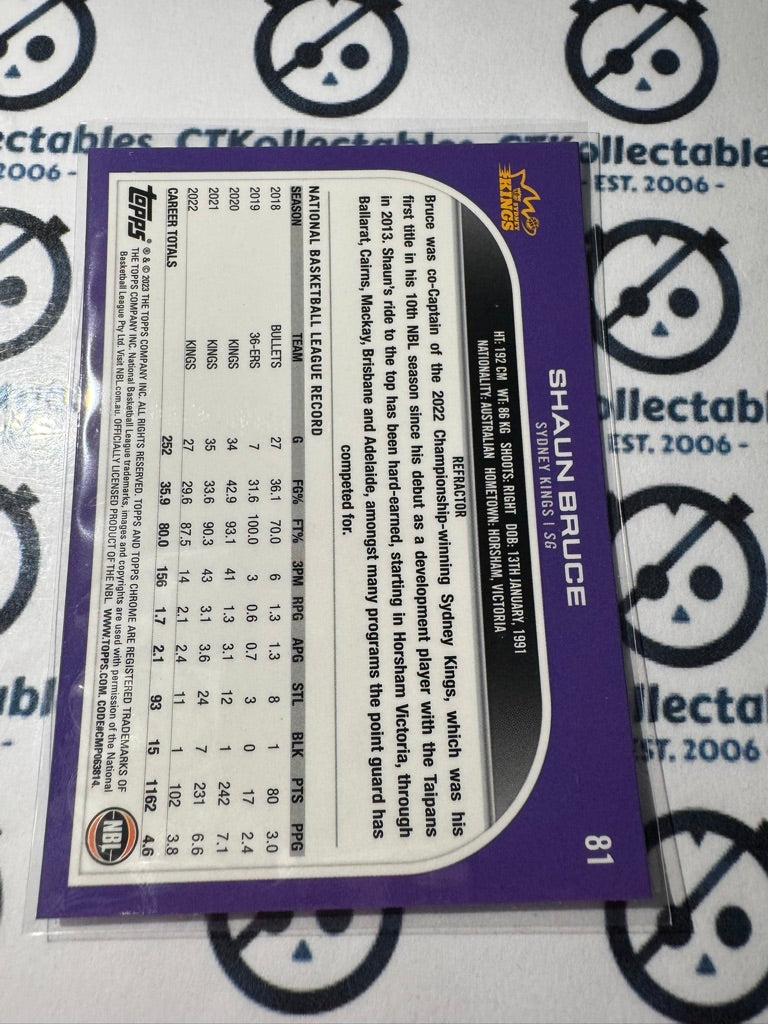 CTKollectables
- EST. 2006 -
81
SHAUN BRUCE
SYDNEY KINGS | SG
SYDNEY
KINGS
HT: 192 CM WT: 86 KG SHOOTS: RIGHT DOB: 13TH JANUARY, 1991
NATIONALITY: AUSTRALIAN HOMETOWN: HORSHAM, VICTORIA
REFRACTOR
Bruce was co-Captain of the 2022 Championship-winning Sydney Kings, which was his
first title in his 10th NBL season since his debut as a development player with the Taipans
in 2013. Shaun's ride to the top has been hard-earned, starting in Horsham Victoria, through
Ballarat, Cairns, Mackay, Brisbane and Adelaide, amongst many programs the point guard has
competed for.
NATIONAL BASKETBALL LEAGUE RECORD
SEASON TEAM G FG% FT% 3PM RPG APG STL BLK PTS PPG
2018 BULLETS 27 36.1 70.0 6 1.3 1.3 8 1 80 3.0
2019 36-ERS 7 31.6 100.0 3 0.6 0.7 3 0 17 2.4
2020 KINGS 34 42.9 93.1 41 1.3 3.1 12 1 242 7.1
2021 KINGS 35 33.6 90.3 43 3.1 3.6 24 7 231 6.6
2022 KINGS 27 29.6 87.5 14 2.1 2.4 11 1 102 3.8
CAREER TOTALS 252 35.9 80.0 156 1.7 2.1 93 15 1162 4.6
topps
® & © 2023 THE TOPPS COMPANY INC. ALL RIGHTS RESERVED. TOPPS AND TOPPS CHROME ARE REGISTERED TRADEMARKS OF
THE TOPPS COMPANY INC. National Basketball League trademarks, images and copyrights are used with permission of the National
Basketball League Pty Ltd. Visit NBL.com.au. OFFICIALLY LICENSED PRODUCT OF THE NBL. WWW.TOPPS.COM. CODE#CMP063814.
NBL